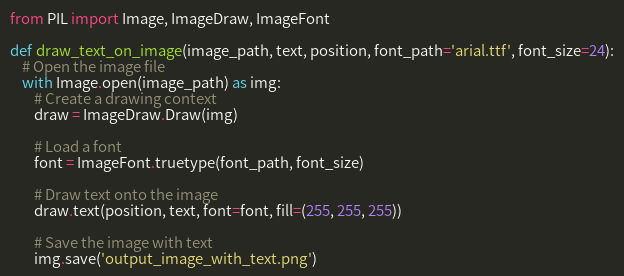 from PIL import Image, ImageDraw, ImageFont

def draw_text_on_image(image_path, text, position, font_path='arial.ttf', font_size=24):
    # Open the image file
    with Image.open(image_path) as img:
        # Create a drawing context
        draw = ImageDraw.Draw(img)

        # Load a font
        font = ImageFont.truetype(font_path, font_size)

        # Draw text onto the image
        draw.text(position, text, font=font, fill=(255, 255, 255))

        # Save the image with text
        img.save('output_image_with_text.png')